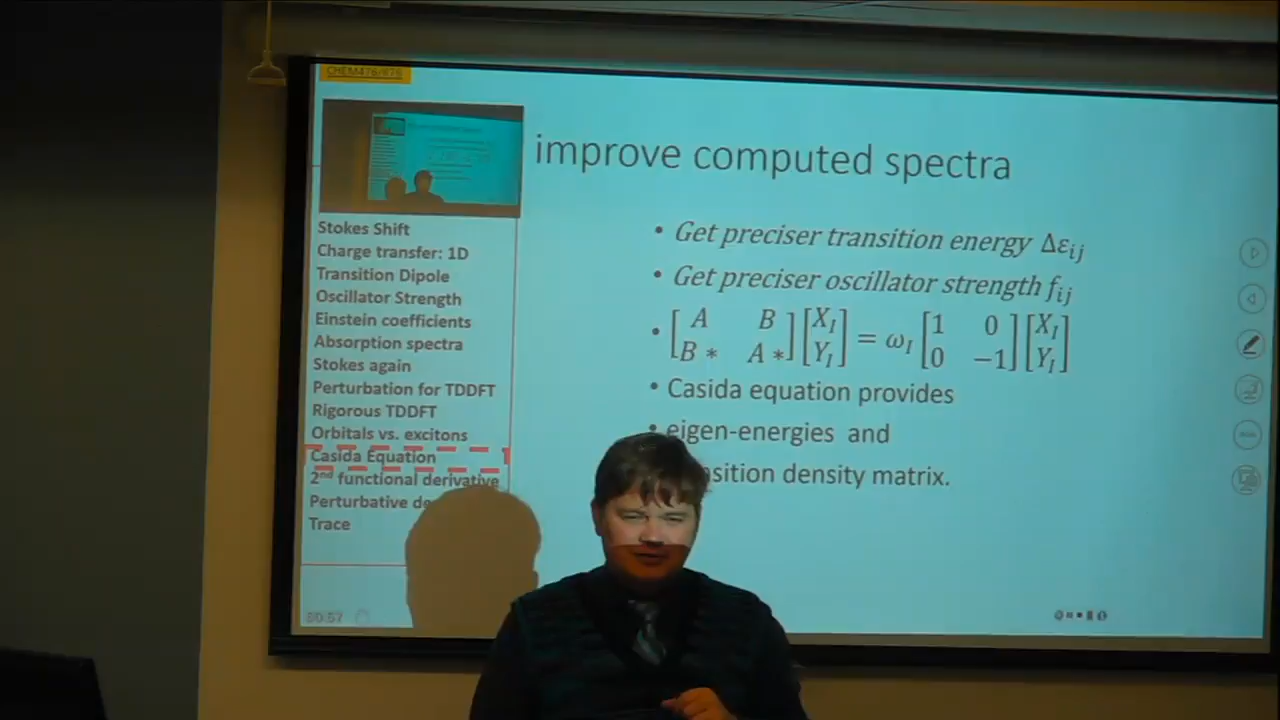 CHEM476/876
improve computed spectra
Stokes Shift
Charge transfer: 1D
Transition Dipole
Oscillator Strength
Einstein coefficients
Absorption spectra
Stokes again
Perturbation for TDDFT
Rigorous TDDFT
Orbitals vs. excitons
Casida Equation
2nd functional derivative
Perturbative de
Trace
• Get preciser transition energy Δε_ij
• Get preciser oscillator strength f_ij
• [A B; B* A*] [X_I; Y_I] = ω_I [1 0; 0 −1] [X_I; Y_I]
• Casida equation provides
• eigen-energies and
sition density matrix.